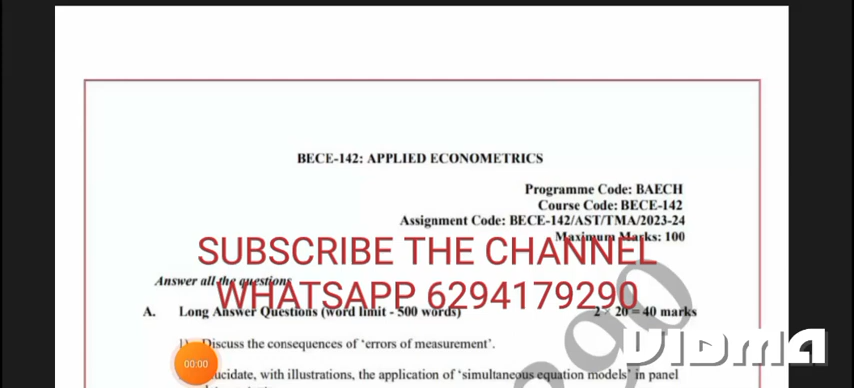 BECE-142: APPLIED ECONOMETRICS
Programme Code: BAECH
Course Code: BECE-142
Assignment Code: BECE-142/AST/TMA/2023-24
Maximum Marks: 100
SUBSCRIBE THE CHANNEL
Answer all the questions
WHATSAPP 6294179290
A. Long Answer Questions (word limit - 500 words) 2 × 20 = 40 marks
1) Discuss the consequences of ‘errors of measurement’.
00:00
with illustrations, the application of ‘simultaneous equation models’ in panel
VIDMA